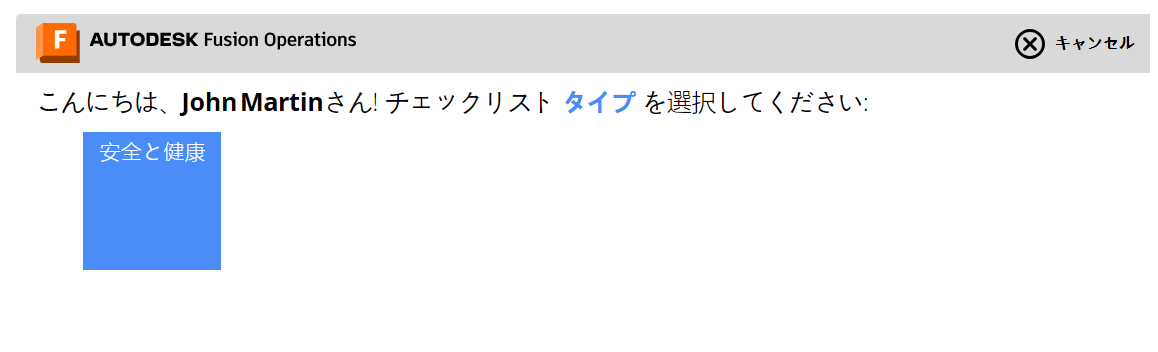 F AUTODESK Fusion Operations
キャンセル
こんにちは、John Martinさん! チェックリスト タイプ を選択してください:
安全と健康